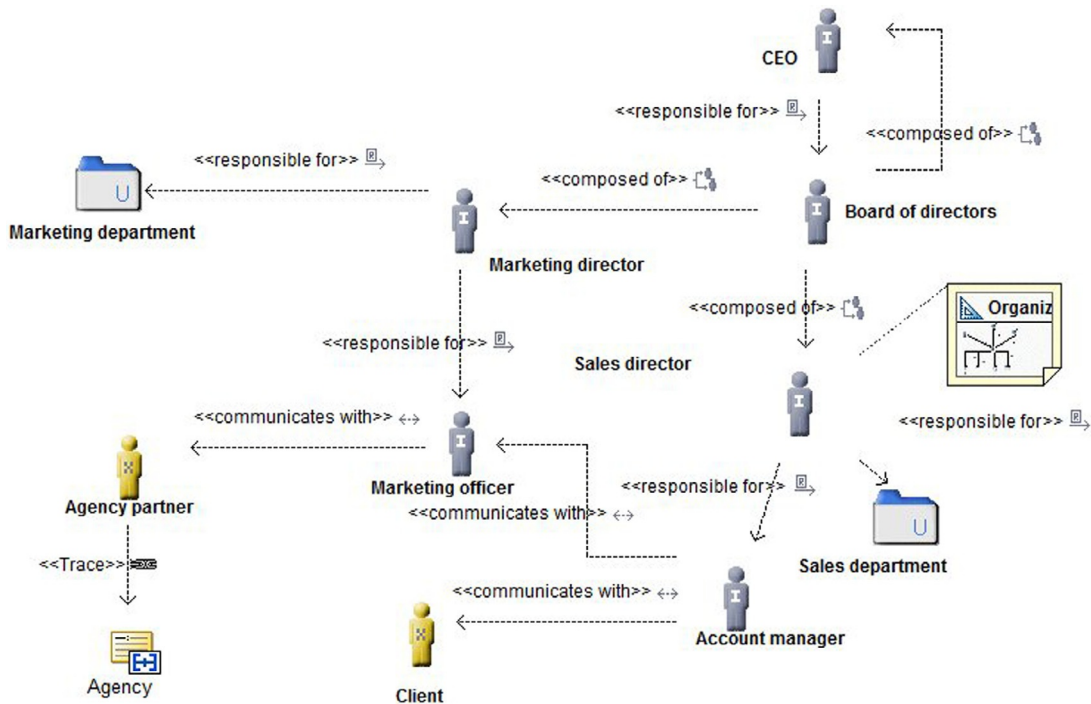 CEO
<<responsible for>>
<<composed of>>
<<responsible for>>
<<composed of>>
Marketing department
Board of directors
Marketing director
<<composed of>>
Organiz
<<responsible for>>
Sales director
<<communicates with>>
<<responsible for>>
Agency partner
Marketing officer
<<responsible for>>
<<communicates with>>
<<Trace>>
Sales department
<<communicates with>>
Account manager
Agency
Client